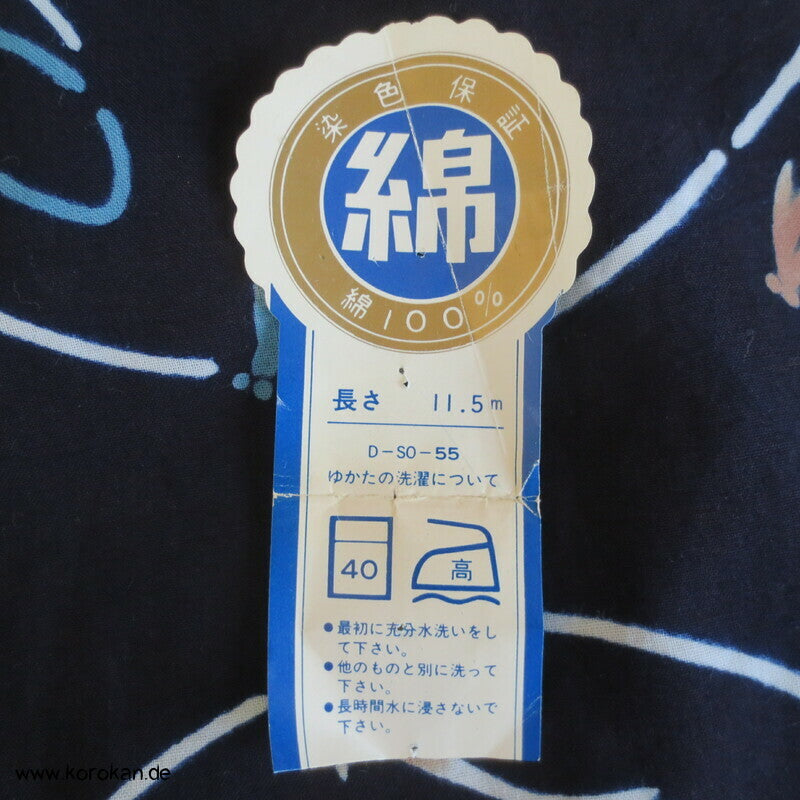 染色保証
綿
綿100%
長さ 11.5m
D-SO-55
ゆかたの洗濯について
40
高
●最初に充分水洗いをし
て下さい。
●他のものと別に洗って
下さい。
●長時間水に浸さないで
下さい。
www.korokan.de